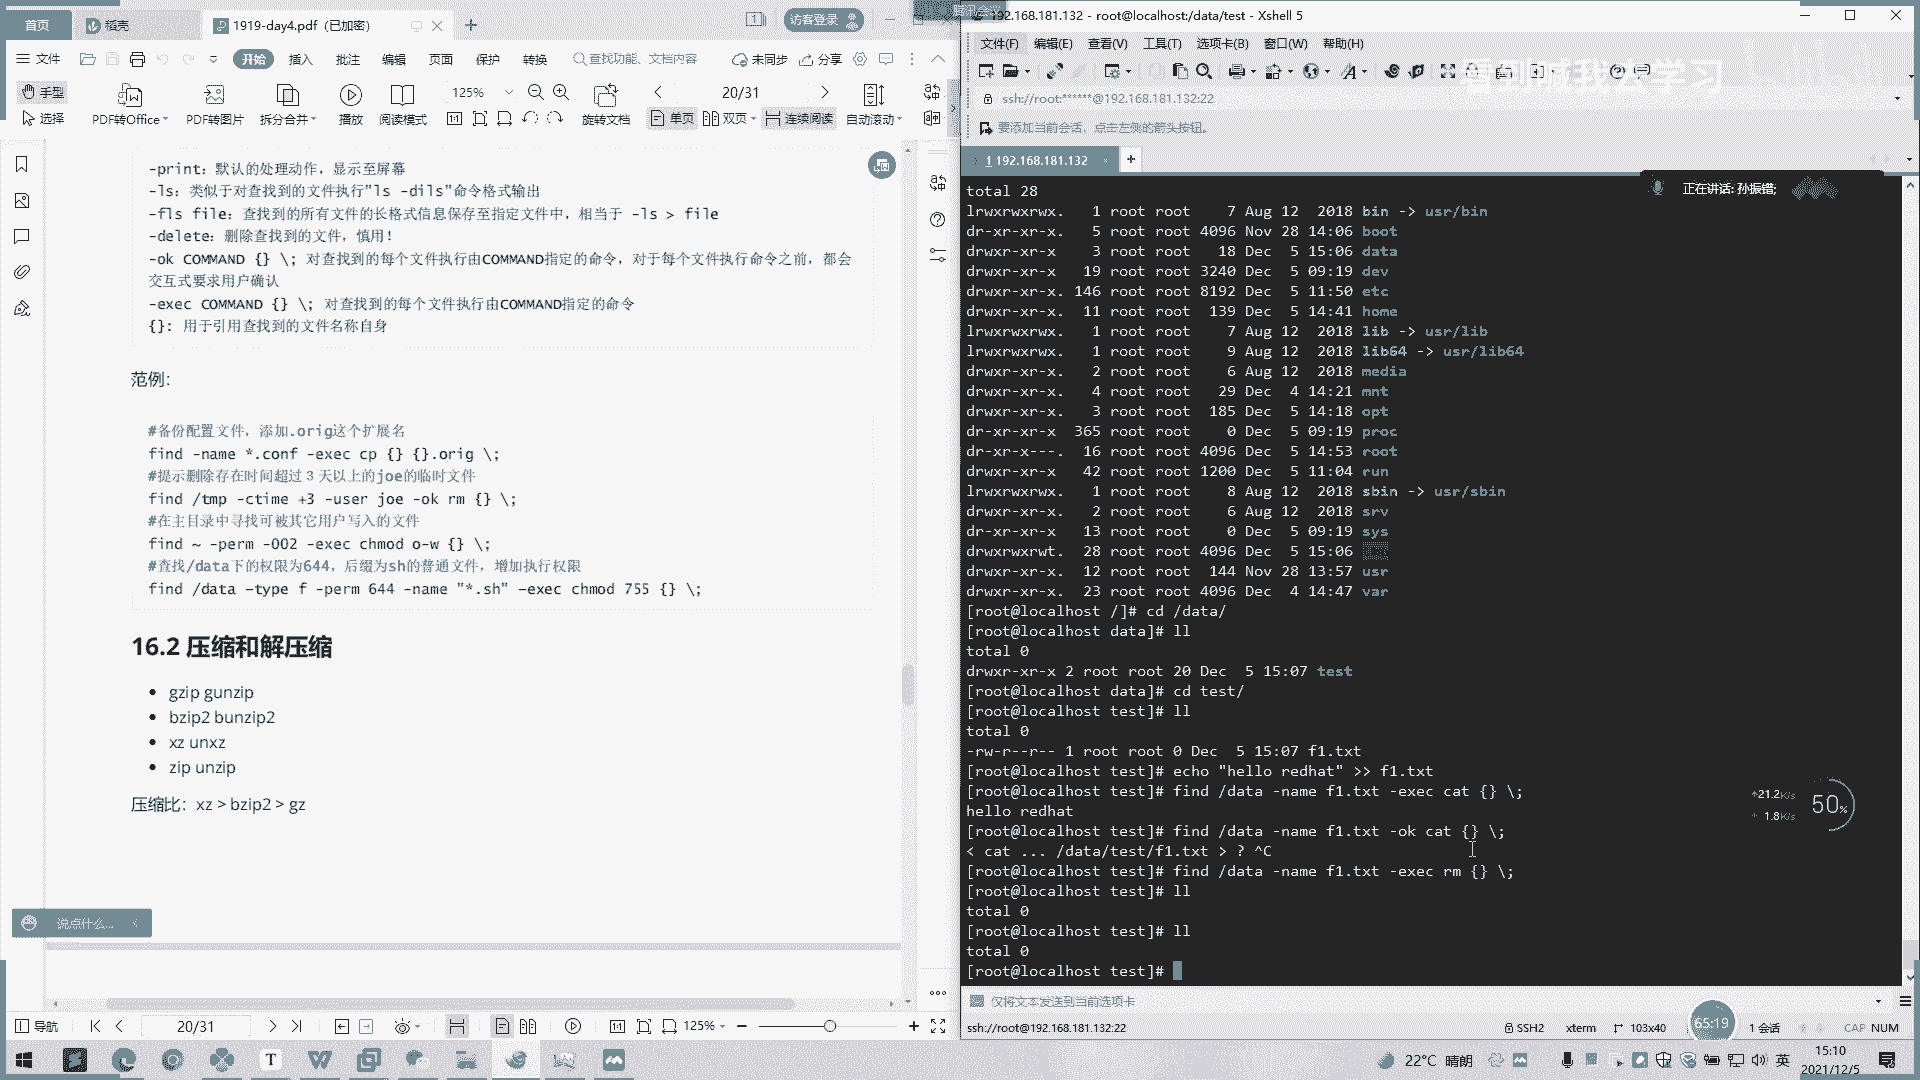 首页
稻壳
1919-day4.pdf（已加密）
访客登录
文件
开始
插入
批注
编辑
页面
保护
转换
查找功能、文档内容
未同步
分享
手型
选择
PDF转Office
PDF转图片
拆分合并
播放
阅读模式
125%
旋转文档
20/31
单页
双页
连续阅读
自动滚动
-print：默认的处理动作，显示至屏幕
-ls：类似于对查找到的文件执行"ls -dils"命令格式输出
-fls file：查找到的所有文件的长格式信息保存至指定文件中，相当于 -ls > file
-delete：删除查找到的文件，慎用！
-ok COMMAND {} \; 对查找到的每个文件执行由COMMAND指定的命令，对于每个文件执行命令之前，都会
交互式要求用户确认
-exec COMMAND {} \; 对查找到的每个文件执行由COMMAND指定的命令
{}: 用于引用查找到的文件名称自身
范例：
#备份配置文件，添加.orig这个扩展名
find -name *.conf -exec cp {} {}.orig \;
#提示删除存在时间超过３天以上的joe的临时文件
find /tmp -ctime +3 -user joe -ok rm {} \;
#在主目录中寻找可被其它用户写入的文件
find ~ -perm -002 -exec chmod o-w {} \;
#查找/data下的权限为644，后缀为sh的普通文件，增加执行权限
find /data –type f -perm 644 -name "*.sh" –exec chmod 755 {} \;
16.2 压缩和解压缩
• gzip gunzip
• bzip2 bunzip2
• xz unxz
• zip unzip
压缩比：xz > bzip2 > gz
说点什么...
导航
20/31
125%
腾讯会议
192.168.181.132 - root@localhost:/data/test - Xshell 5
文件(F) 编辑(E) 查看(V) 工具(T) 选项卡(B) 窗口(W) 帮助(H)
看到喊我去学习
ssh://root:******@192.168.181.132:22
要添加当前会话，点击左侧的箭头按钮。
1 192.168.181.132
正在讲话: 孙振锴;
total 28
lrwxrwxrwx.   1 root root    7 Aug 12  2018 bin -> usr/bin
dr-xr-xr-x.   5 root root 4096 Nov 28 14:06 boot
drwxr-xr-x    3 root root   18 Dec  5 15:06 data
drwxr-xr-x   19 root root 3240 Dec  5 09:19 dev
drwxr-xr-x. 146 root root 8192 Dec  5 11:50 etc
drwxr-xr-x.  11 root root  139 Dec  5 14:41 home
lrwxrwxrwx.   1 root root    7 Aug 12  2018 lib -> usr/lib
lrwxrwxrwx.   1 root root    9 Aug 12  2018 lib64 -> usr/lib64
drwxr-xr-x.   2 root root    6 Aug 12  2018 media
drwxr-xr-x.   4 root root   29 Dec  4 14:21 mnt
drwxr-xr-x.   3 root root  185 Dec  5 14:18 opt
dr-xr-xr-x  365 root root    0 Dec  5 09:19 proc
dr-xr-x---.  16 root root 4096 Dec  5 14:53 root
drwxr-xr-x   42 root root 1200 Dec  5 11:04 run
lrwxrwxrwx.   1 root root    8 Aug 12  2018 sbin -> usr/sbin
drwxr-xr-x.   2 root root    6 Aug 12  2018 srv
dr-xr-xr-x   13 root root    0 Dec  5 09:19 sys
drwxrwxrwt.  28 root root 4096 Dec  5 15:06
drwxr-xr-x.  12 root root  144 Nov 28 13:57 usr
drwxr-xr-x.  23 root root 4096 Dec  4 14:47 var
[root@localhost /]# cd /data/
[root@localhost data]# ll
total 0
drwxr-xr-x 2 root root 20 Dec  5 15:07 test
[root@localhost data]# cd test/
[root@localhost test]# ll
total 0
-rw-r--r-- 1 root root 0 Dec  5 15:07 f1.txt
[root@localhost test]# echo "hello redhat" >> f1.txt
[root@localhost test]# find /data -name f1.txt -exec cat {} \;
hello redhat
[root@localhost test]# find /data -name f1.txt -ok cat {} \;
< cat ... /data/test/f1.txt > ? ^C
[root@localhost test]# find /data -name f1.txt -exec rm {} \;
[root@localhost test]# ll
total 0
[root@localhost test]# ll
total 0
[root@localhost test]#
21.2K/s
1.8K/s
50%
仅将文本发送到当前选项卡
ssh://root@192.168.181.132:22
SSH2
xterm
103x40
65:19
1 会话
CAP NUM
22°C 晴朗
英
15:10
2021/12/5